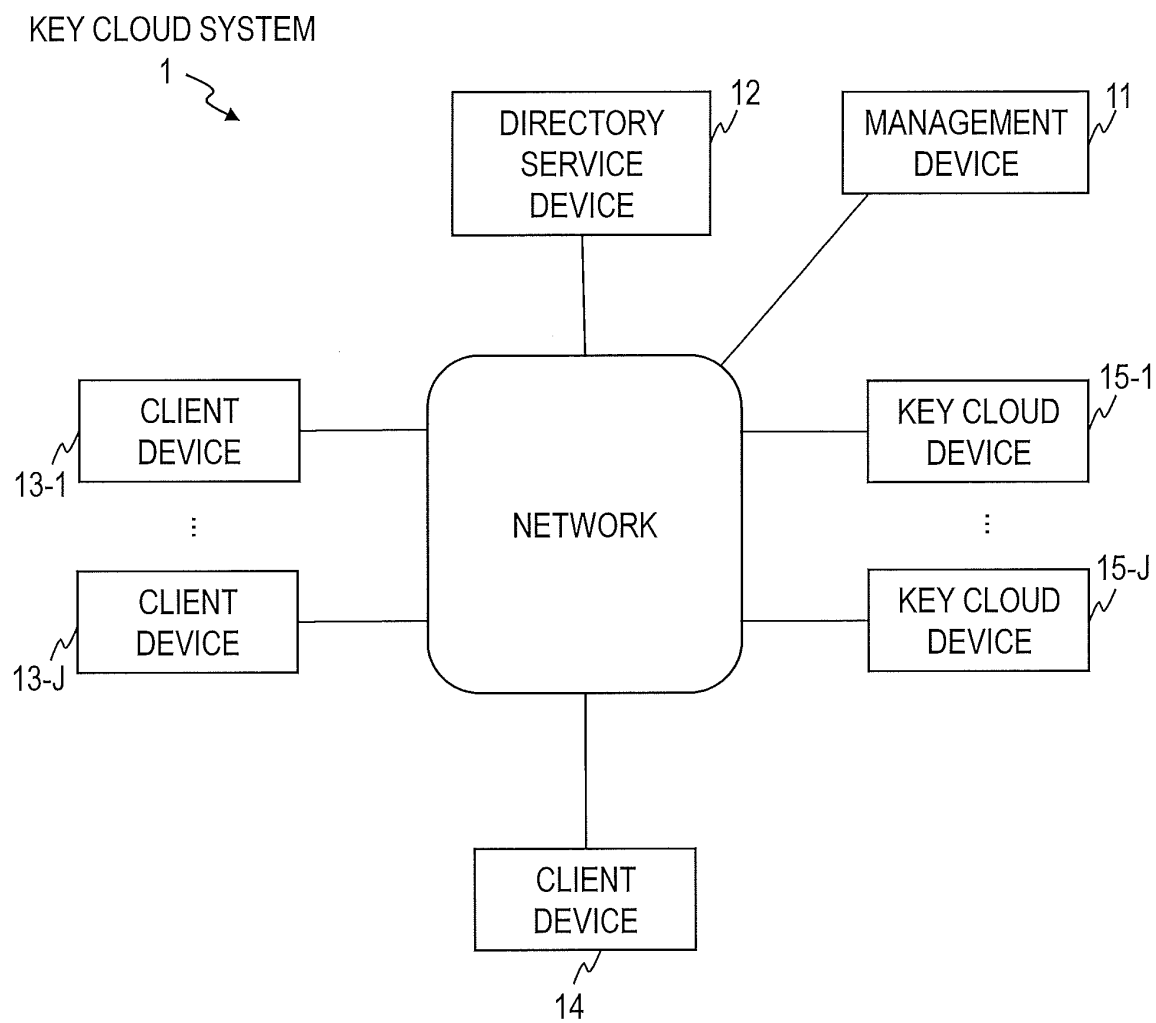 KEY CLOUD SYSTEM
1
12
11
DIRECTORY
SERVICE
DEVICE
MANAGEMENT
DEVICE
CLIENT
DEVICE
13-1
15-1
KEY CLOUD
DEVICE
NETWORK
...
...
CLIENT
DEVICE
13-J
15-J
KEY CLOUD
DEVICE
CLIENT
DEVICE
14